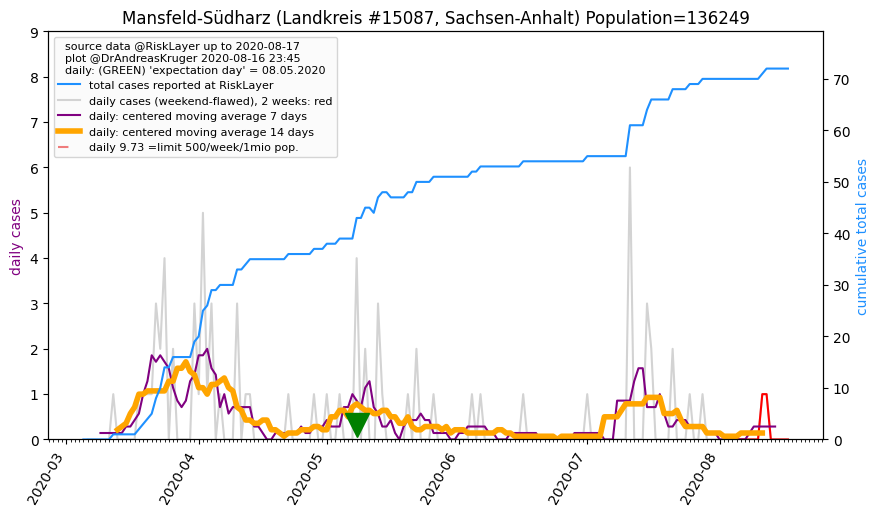 Mansfeld-Südharz (Landkreis #15087, Sachsen-Anhalt) Population=136249
source data @RiskLayer up to 2020-08-17
plot @DrAndreasKruger 2020-08-16 23:45
daily: (GREEN) 'expectation day' = 08.05.2020
total cases reported at RiskLayer
daily cases (weekend-flawed), 2 weeks: red
daily: centered moving average 7 days
daily: centered moving average 14 days
daily 9.73 =limit 500/week/1mio pop.
daily cases
9
8
7
6
5
4
3
2
1
0
70
60
50
40
30
20
10
0
cumulative total cases
2020-03
2020-04
2020-05
2020-06
2020-07
2020-08